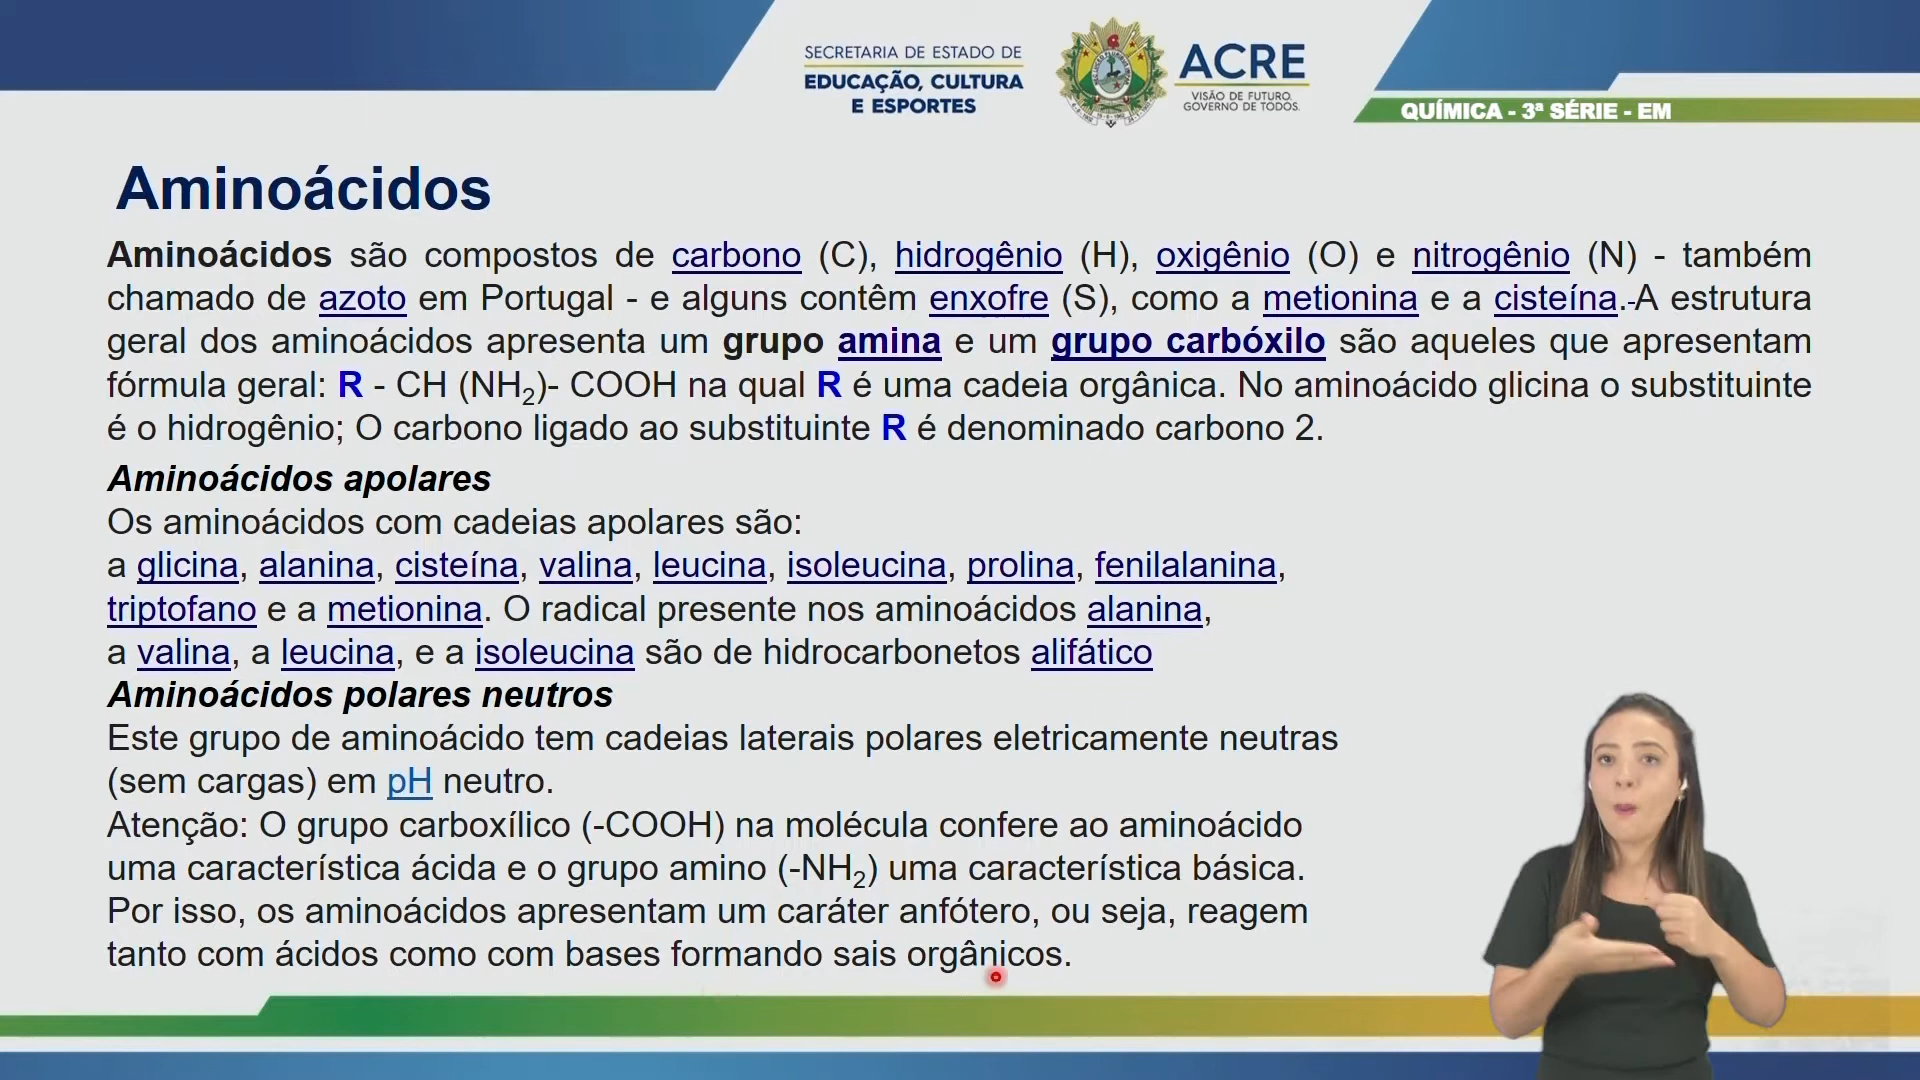 SECRETARIA DE ESTADO DE
EDUCAÇÃO, CULTURA
E ESPORTES
ACRE
VISÃO DE FUTURO.
GOVERNO DE TODOS.
QUÍMICA - 3ª SÉRIE - EM
Aminoácidos
Aminoácidos são compostos de carbono (C), hidrogênio (H), oxigênio (O) e nitrogênio (N) - também
chamado de azoto em Portugal - e alguns contêm enxofre (S), como a metionina e a cisteína.-A estrutura
geral dos aminoácidos apresenta um grupo amina e um grupo carbóxilo são aqueles que apresentam
fórmula geral: R - CH (NH₂)- COOH na qual R é uma cadeia orgânica. No aminoácido glicina o substituinte
é o hidrogênio; O carbono ligado ao substituinte R é denominado carbono 2.
Aminoácidos apolares
Os aminoácidos com cadeias apolares são:
a glicina, alanina, cisteína, valina, leucina, isoleucina, prolina, fenilalanina,
triptofano e a metionina. O radical presente nos aminoácidos alanina,
a valina, a leucina, e a isoleucina são de hidrocarbonetos alifático
Aminoácidos polares neutros
Este grupo de aminoácido tem cadeias laterais polares eletricamente neutras
(sem cargas) em pH neutro.
Atenção: O grupo carboxílico (-COOH) na molécula confere ao aminoácido
uma característica ácida e o grupo amino (-NH₂) uma característica básica.
Por isso, os aminoácidos apresentam um caráter anfótero, ou seja, reagem
tanto com ácidos como com bases formando sais orgânicos.